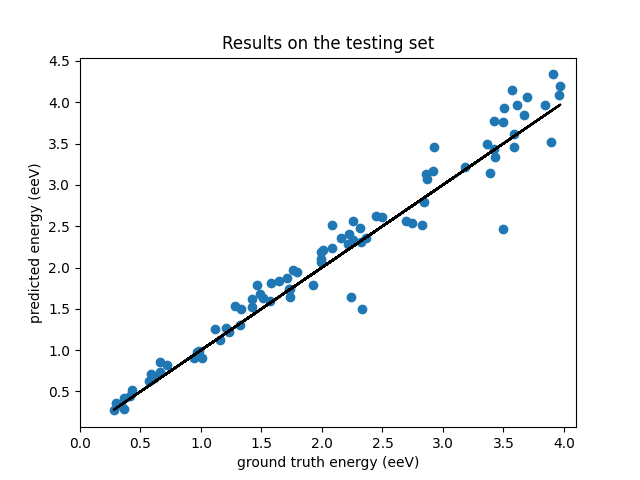 Results on the testing set
4.5
4.0
3.5
3.0
2.5
2.0
1.5
1.0
0.5
predicted energy (eeV)
0.0 0.5 1.0 1.5 2.0 2.5 3.0 3.5 4.0
ground truth energy (eeV)